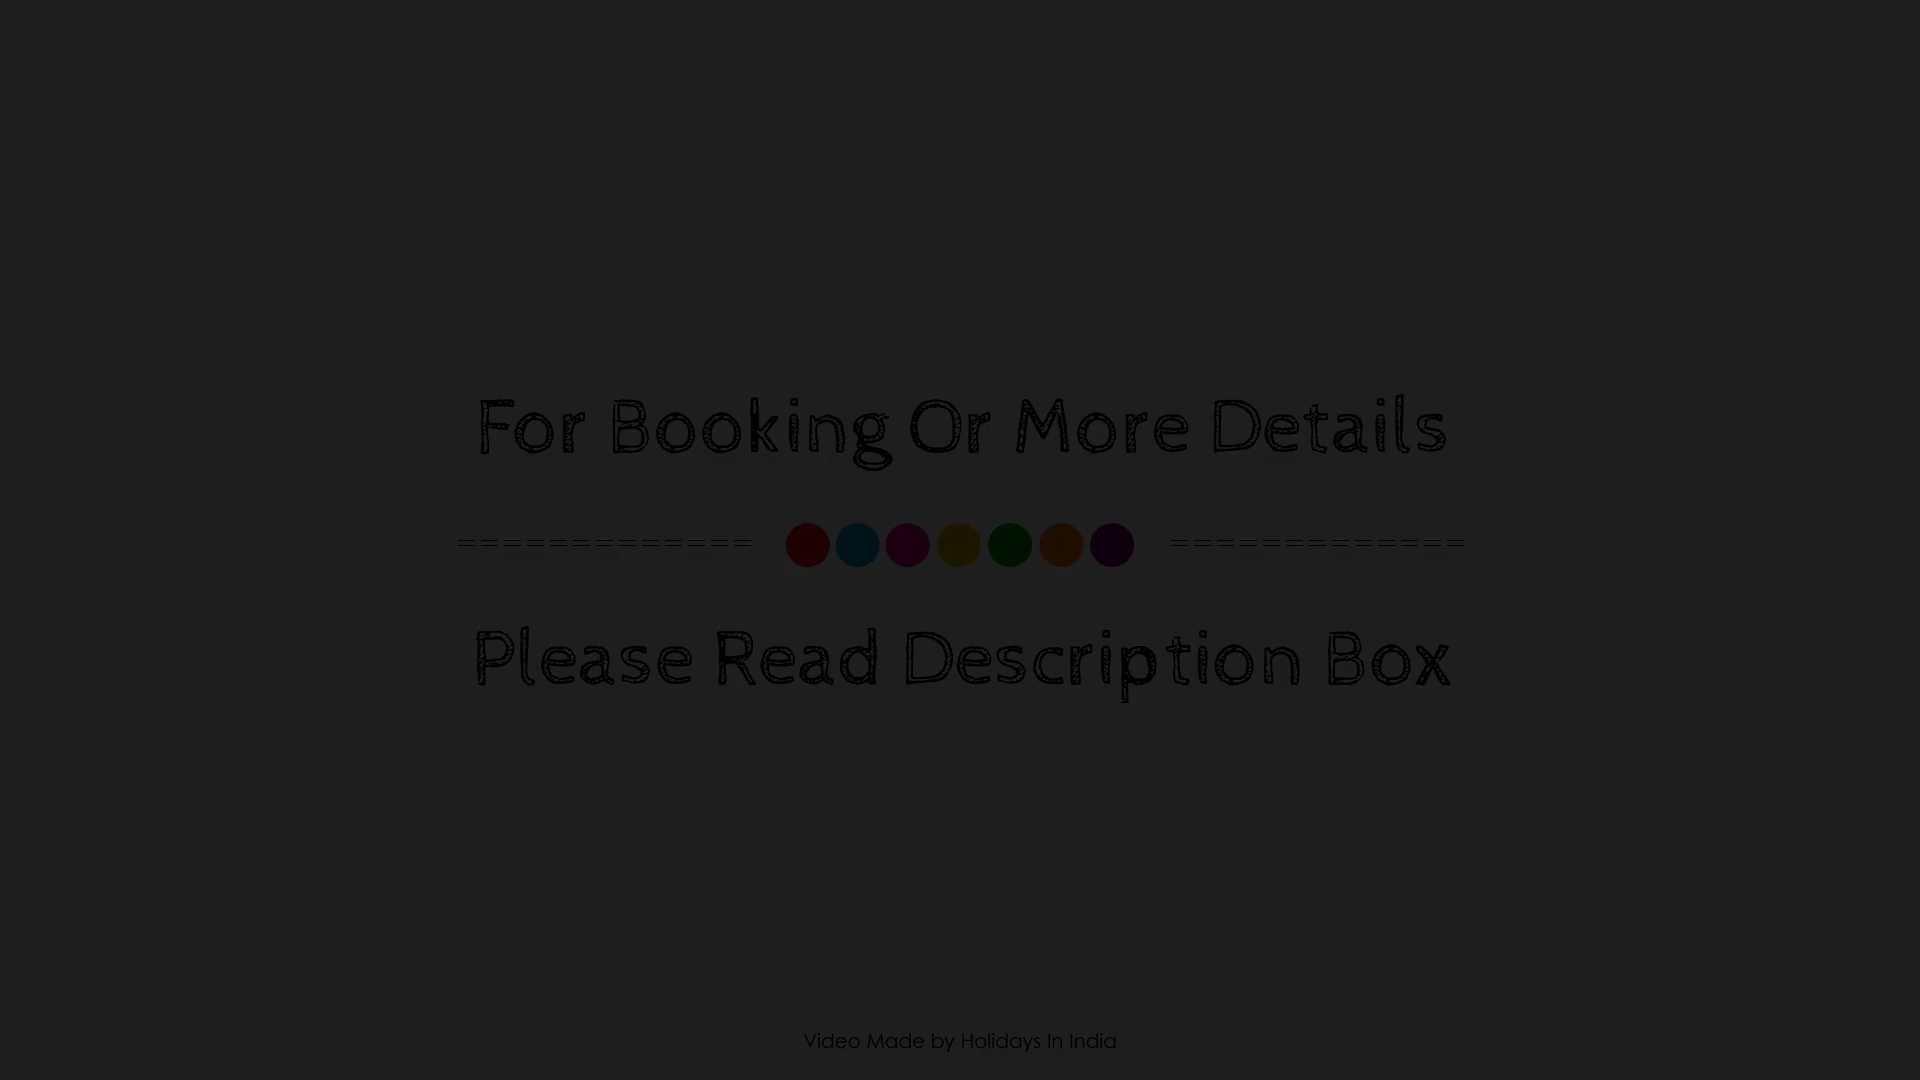 For Booking Or More Details
============= =============
Please Read Description Box
Video Made by Holidays In India